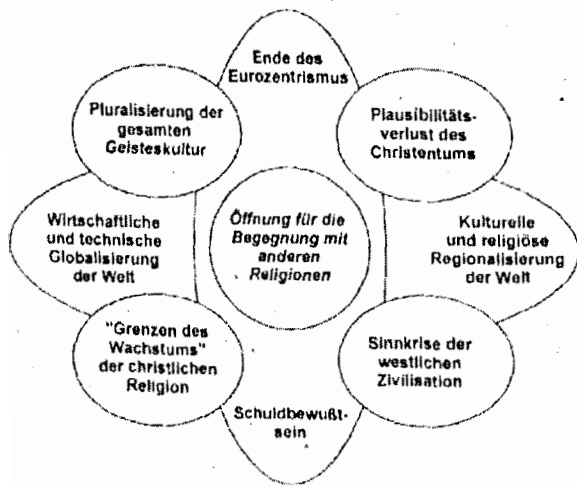 Ende des
Eurozentrismus
Pluralisierung der
gesamten
Geisteskultur
Plausibilitäts-
verlust des
Christentums
Wirtschaftliche
und technische
Globalisierung
der Welt
Öffnung für die
Begegnung mit
anderen
Religionen
Kulturelle
und religiöse
Regionalisierung
der Welt
"Grenzen des
Wachstums"
der christlichen
Religion
Sinnkrise der
westlichen
Zivilisation
Schuldbewußt-
sein